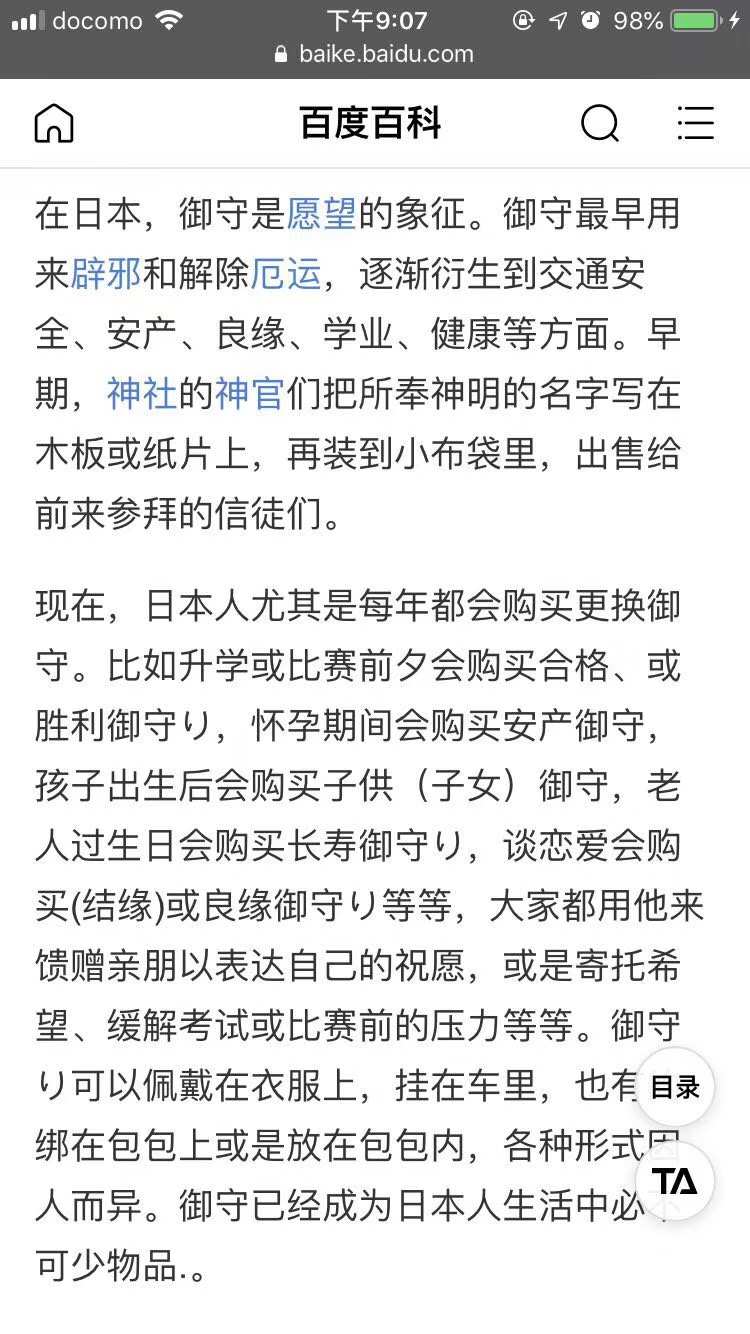 docomo 下午9:07 98%
baike.baidu.com
百度百科
在日本，御守是愿望的象征。御守最早用
来辟邪和解除厄运，逐渐衍生到交通安
全、安产、良缘、学业、健康等方面。早
期，神社的神官们把所奉神明的名字写在
木板或纸片上，再装到小布袋里，出售给
前来参拜的信徒们。
现在，日本人尤其是每年都会购买更换御
守。比如升学或比赛前夕会购买合格、或
胜利御守り，怀孕期间会购买安产御守，
孩子出生后会购买子供（子女）御守，老
人过生日会购买长寿御守り，谈恋爱会购
买(结缘)或良缘御守り等等，大家都用他来
馈赠亲朋以表达自己的祝愿，或是寄托希
望、缓解考试或比赛前的压力等等。御守
り可以佩戴在衣服上，挂在车里，也有
目录
绑在包包上或是放在包包内，各种形式因
TA
人而异。御守已经成为日本人生活中必不
可少物品.。